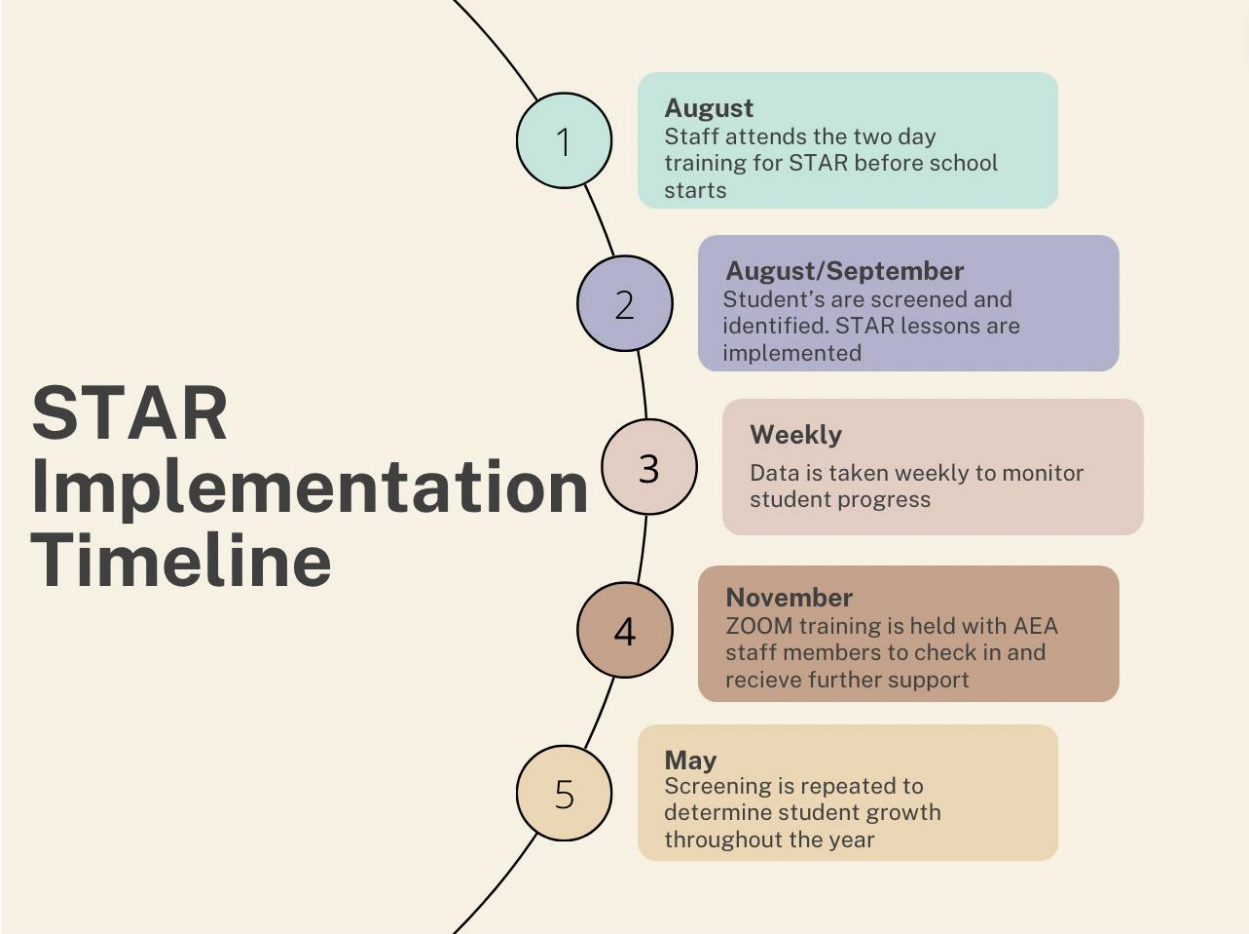 STAR
Implementation
Timeline
1
August
Staff attends the two day
training for STAR before school
starts
2
August/September
Student’s are screened and
identified. STAR lessons are
implemented
3
Weekly
Data is taken weekly to monitor
student progress
4
November
ZOOM training is held with AEA
staff members to check in and
recieve further support
5
May
Screening is repeated to
determine student growth
throughout the year